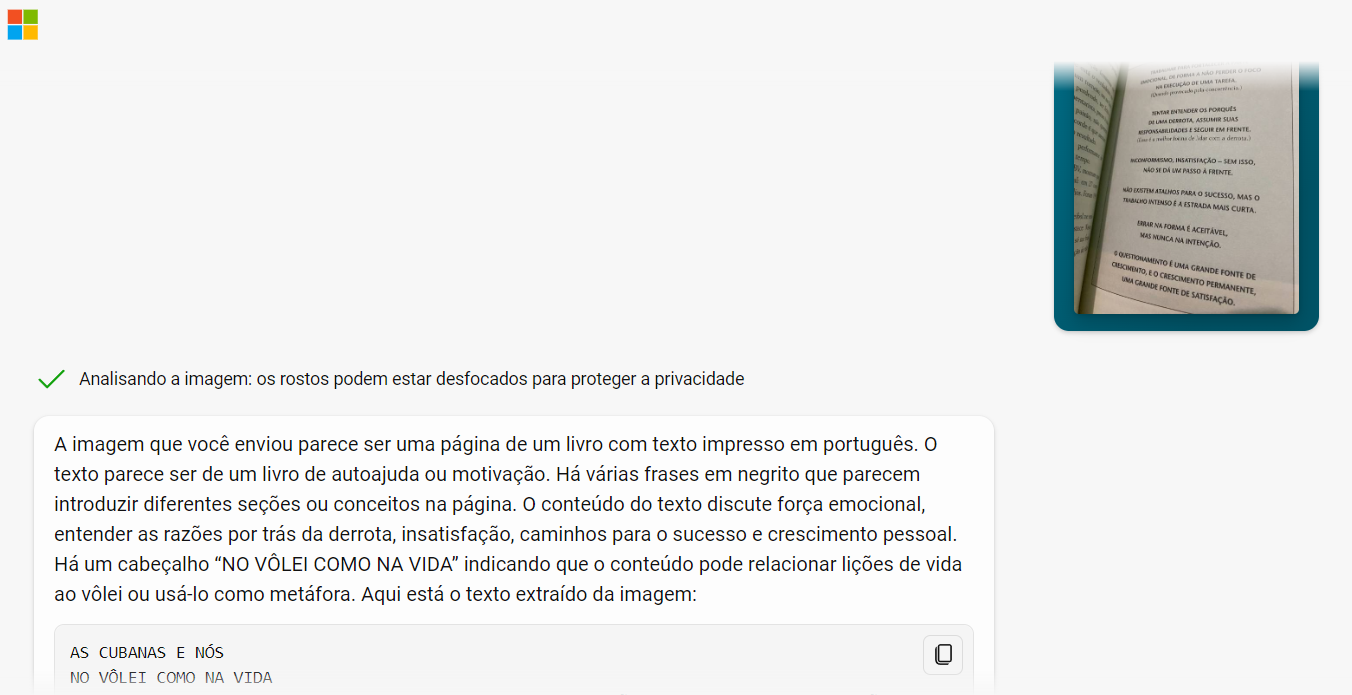 EMOCIONAL, DE FORMA A NÃO PERDER O FOCO
NA EXECUÇÃO DE UMA TAREFA.
TENTAR ENTENDER OS PORQUÊS
DE UMA DERROTA, ASSUMIR SUAS
RESPONSABILIDADES E SEGUIR EM FRENTE.
(Essa é a melhor forma de lidar com a derrota.)
INCONFORMISMO, INSATISFAÇÃO – SEM ISSO,
NÃO SE DÁ UM PASSO À FRENTE.
NÃO EXISTEM ATALHOS PARA O SUCESSO, MAS O
TRABALHO INTENSO É A ESTRADA MAIS CURTA.
ERRAR NA FORMA É ACEITÁVEL,
MAS NUNCA NA INTENÇÃO.
O QUESTIONAMENTO É UMA GRANDE FONTE DE
CRESCIMENTO, E O CRESCIMENTO PERMANENTE,
UMA GRANDE FONTE DE SATISFAÇÃO.
Analisando a imagem: os rostos podem estar desfocados para proteger a privacidade
A imagem que você enviou parece ser uma página de um livro com texto impresso em português. O
texto parece ser de um livro de autoajuda ou motivação. Há várias frases em negrito que parecem
introduzir diferentes seções ou conceitos na página. O conteúdo do texto discute força emocional,
entender as razões por trás da derrota, insatisfação, caminhos para o sucesso e crescimento pessoal.
Há um cabeçalho “NO VÔLEI COMO NA VIDA” indicando que o conteúdo pode relacionar lições de vida
ao vôlei ou usá-lo como metáfora. Aqui está o texto extraído da imagem:
AS CUBANAS E NÓS
NO VÔLEI COMO NA VIDA